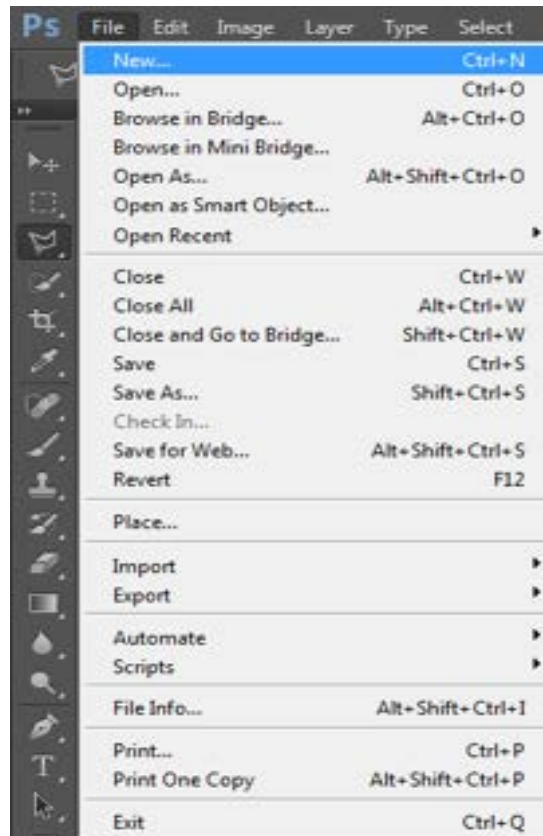 Ps File Edit Image Layer Type Select
New... Ctrl+N
Open... Ctrl+O
Browse in Bridge... Alt+Ctrl+O
Browse in Mini Bridge...
Open As... Alt+Shift+Ctrl+O
Open as Smart Object...
Open Recent
Close Ctrl+W
Close All Alt+Ctrl+W
Close and Go to Bridge... Shift+Ctrl+W
Save Ctrl+S
Save As... Shift+Ctrl+S
Check In...
Save for Web... Alt+Shift+Ctrl+S
Revert F12
Place...
Import
Export
Automate
Scripts
File Info... Alt+Shift+Ctrl+I
Print... Ctrl+P
Print One Copy Alt+Shift+Ctrl+P
Exit Ctrl+Q